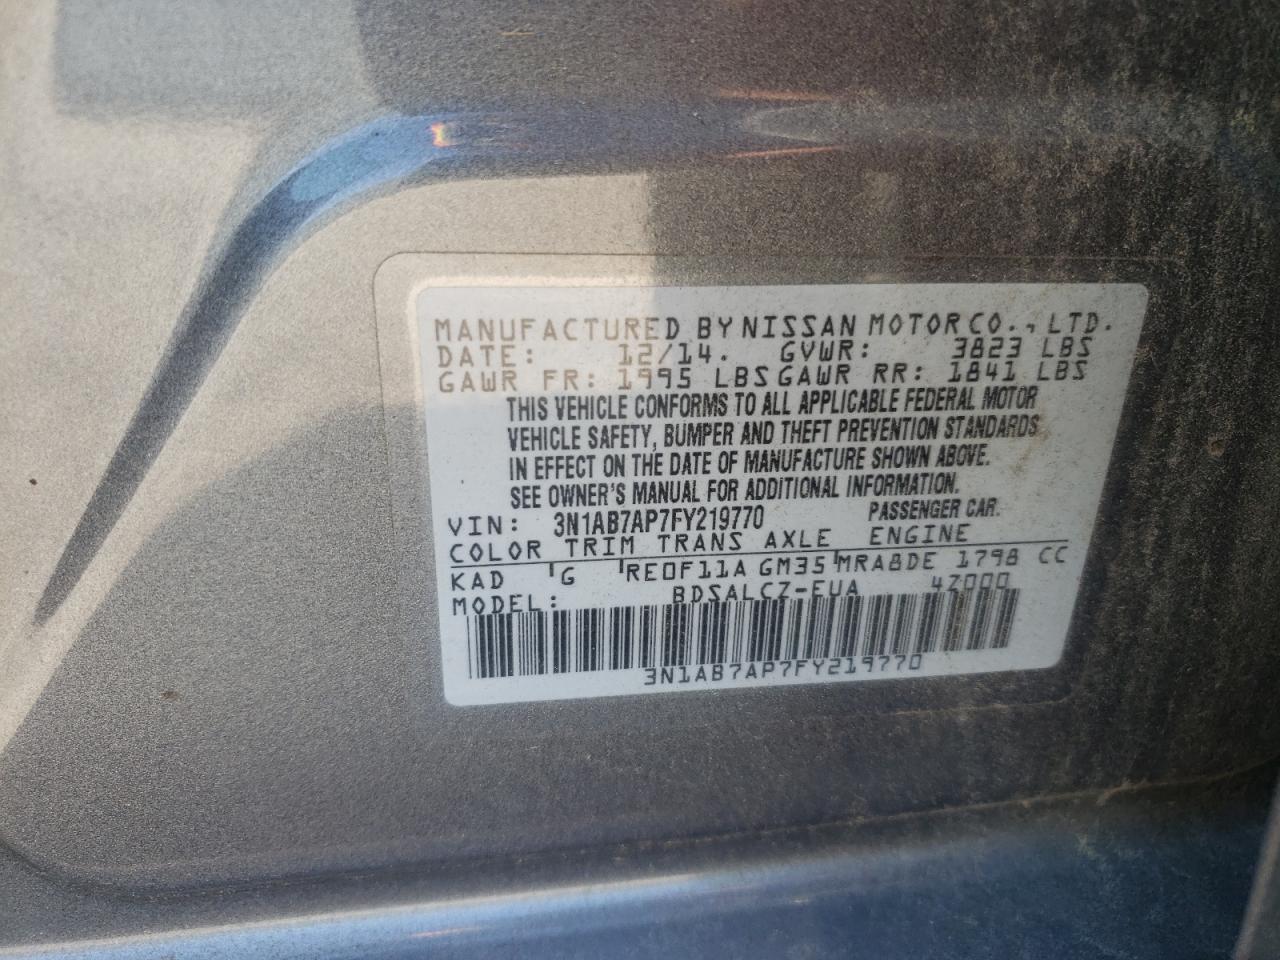 MANUFACTURED BY NISSAN MOTOR CO., LTD.
DATE: 12/14. GVWR: 3823 LBS
GAWR FR: 1995 LBS GAWR RR: 1841 LBS
THIS VEHICLE CONFORMS TO ALL APPLICABLE FEDERAL MOTOR
VEHICLE SAFETY, BUMPER AND THEFT PREVENTION STANDARDS
IN EFFECT ON THE DATE OF MANUFACTURE SHOWN ABOVE.
SEE OWNER'S MANUAL FOR ADDITIONAL INFORMATION.
VIN: 3N1AB7AP7FY219770 PASSENGER CAR.
COLOR TRIM TRANS AXLE ENGINE
KAD G RE0F11A GM35 MRA8DE 1798 CC
MODEL: BDSALCZ-EUA 4Z000
3N1AB7AP7FY219770